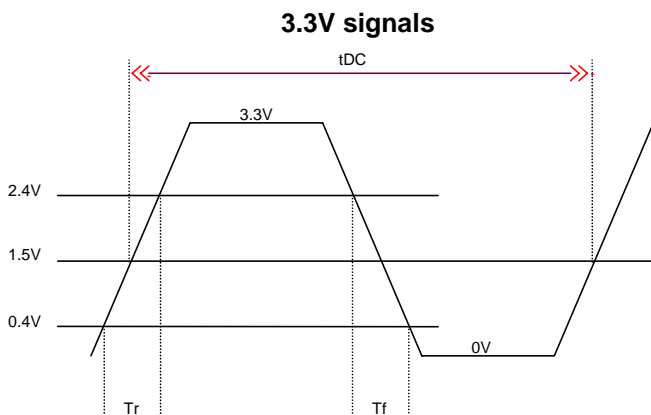 3.3V signals
tDC
3.3V
2.4V
1.5V
0.4V
0V
Tr
Tf